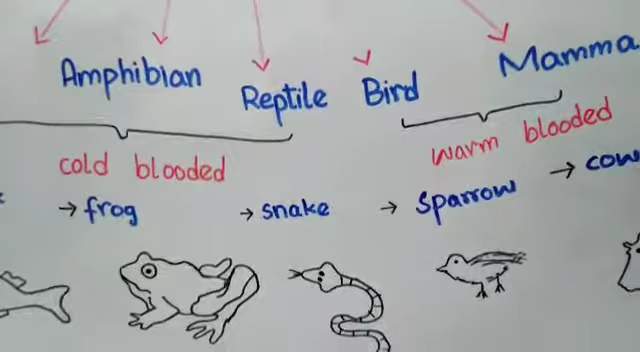 Amphibian
Reptile
Bird
Mamma
cold blooded
warm blooded
→ frog
→ snake
→ sparrow
→ cow